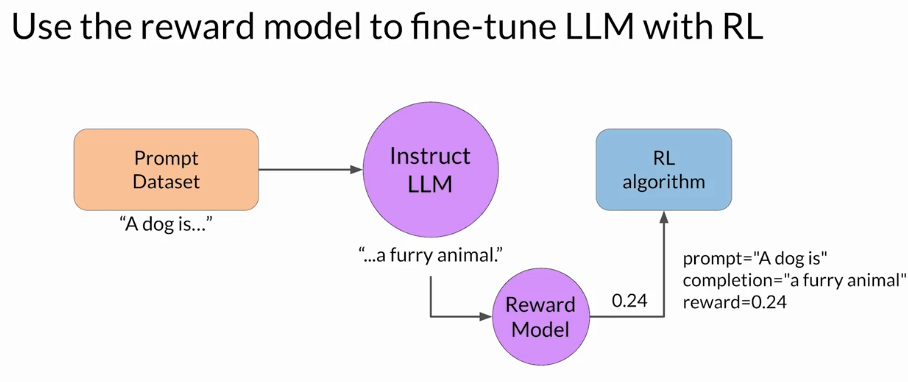 Use the reward model to fine-tune LLM with RL
Prompt
Dataset
“A dog is…”
Instruct
LLM
“…a furry animal.”
Reward
Model
0.24
RL
algorithm
prompt="A dog is"
completion="a furry animal"
reward=0.24